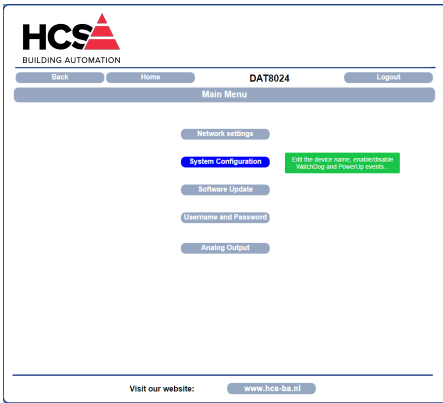 HCS
BUILDING AUTOMATION
Back Home DAT8024 Logout
Main Menu
Network settings
System Configuration
Edit the device name, enable/disable
WatchDog and PowerUp events...
Software Update
Username and Password
Analog Output
Visit our website: www.hcs-ba.nl